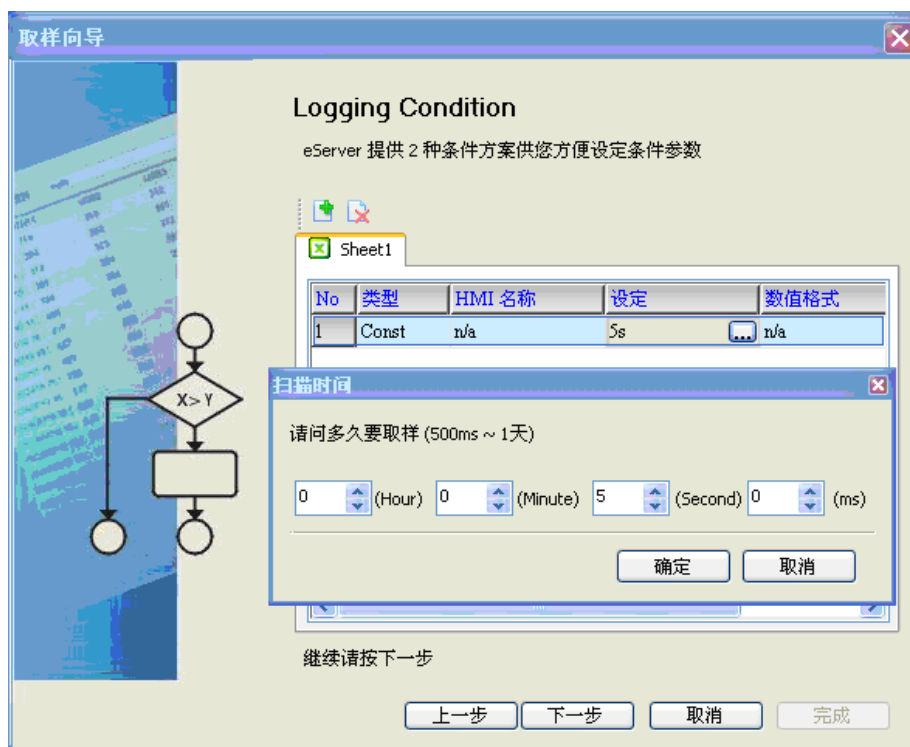 取样向导
Logging Condition
eServer 提供 2 种条件方案供您方便设定条件参数
Sheet1
No 类型 HMI 名称 设定 数值格式
1 Const n/a 5s ... n/a
扫描时间
请问多久要取样 (500ms ~ 1天)
X> Y
0 (Hour) 0 (Minute) 5 (Second) 0 (ms)
确定 取消
继续请按下一步
上一步 下一步 取消 完成